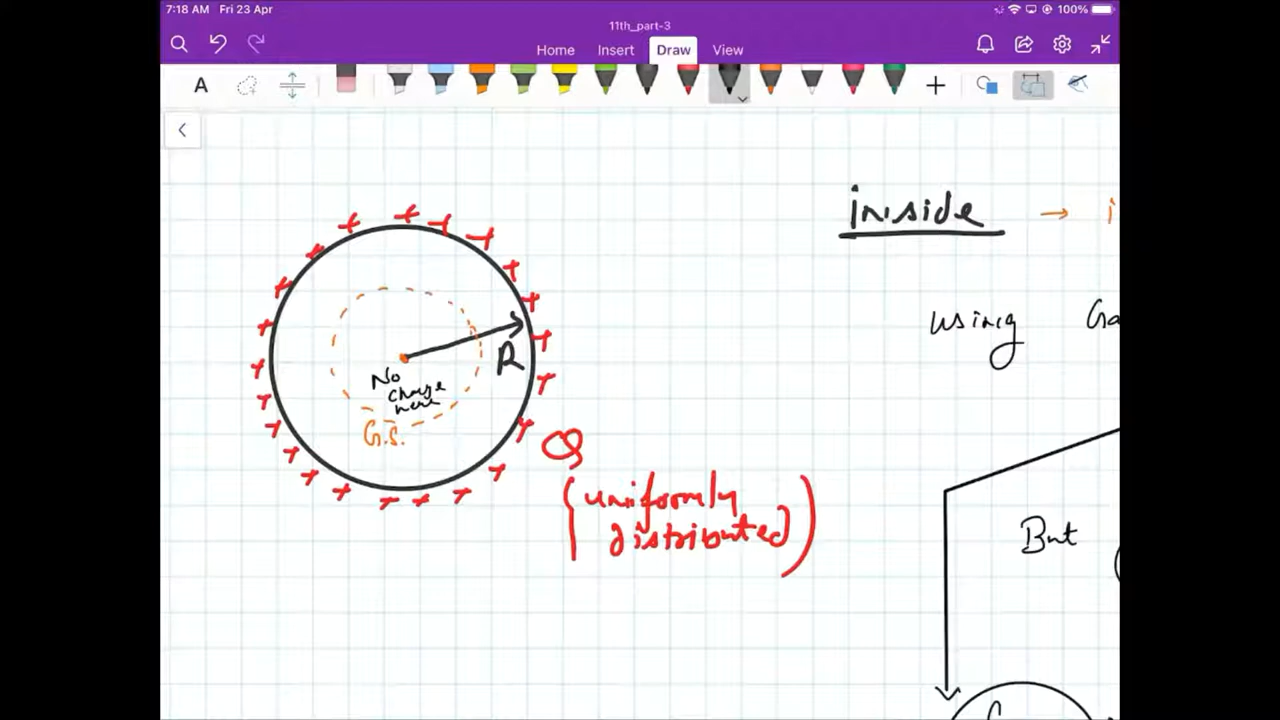 7:18 AM Fri 23 Apr
100%
11th_part-3
Home Insert Draw View
A
inside → i
using Ga
R
No
charge
here
G.S.
Q
(uniformly
distributed)
But